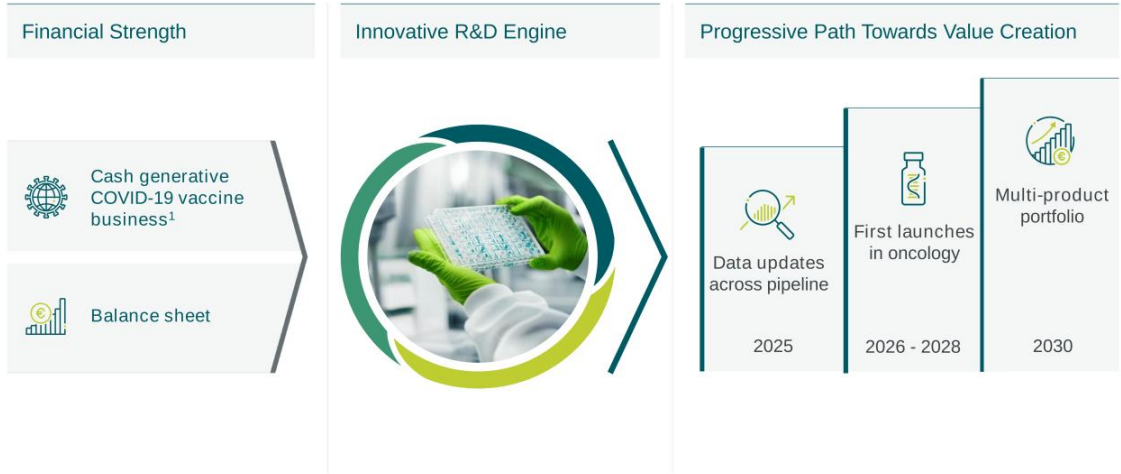 Financial Strength
Innovative R&D Engine
Progressive Path Towards Value Creation
Cash generative
COVID-19 vaccine
business¹
Balance sheet
Data updates
across pipeline
2025
First launches
in oncology
2026 - 2028
Multi-product
portfolio
2030